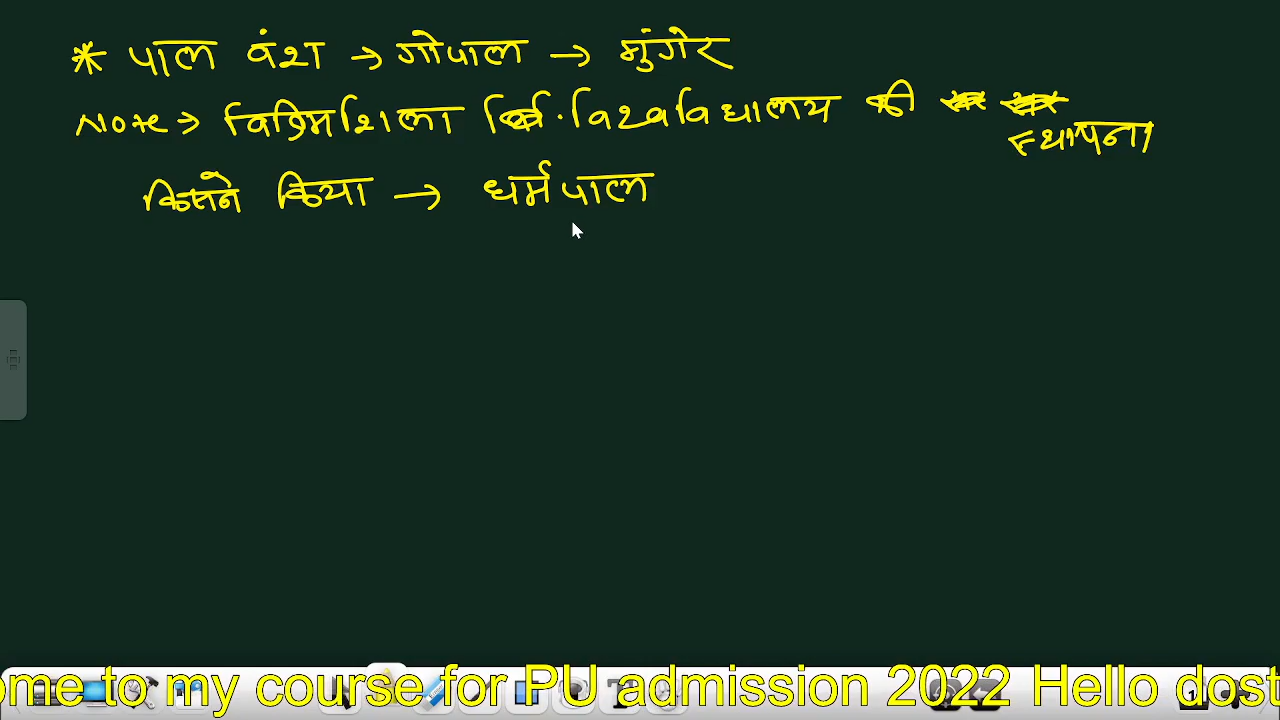 * पाल वंश → गोपाल → मुंगेर
Note → विक्रमशिला विश्वविद्यालय की स्थापना
किसने किया → धर्मपाल
ome to my course for PU admission 2022 Hello dost